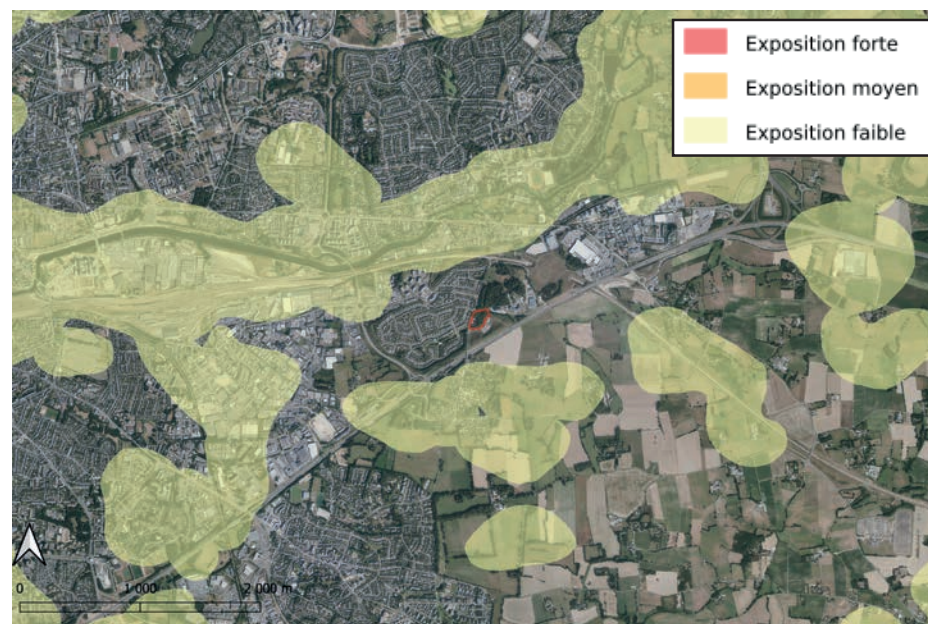 Exposition forte
Exposition moyen
Exposition faible
0 1 000 2 000 m